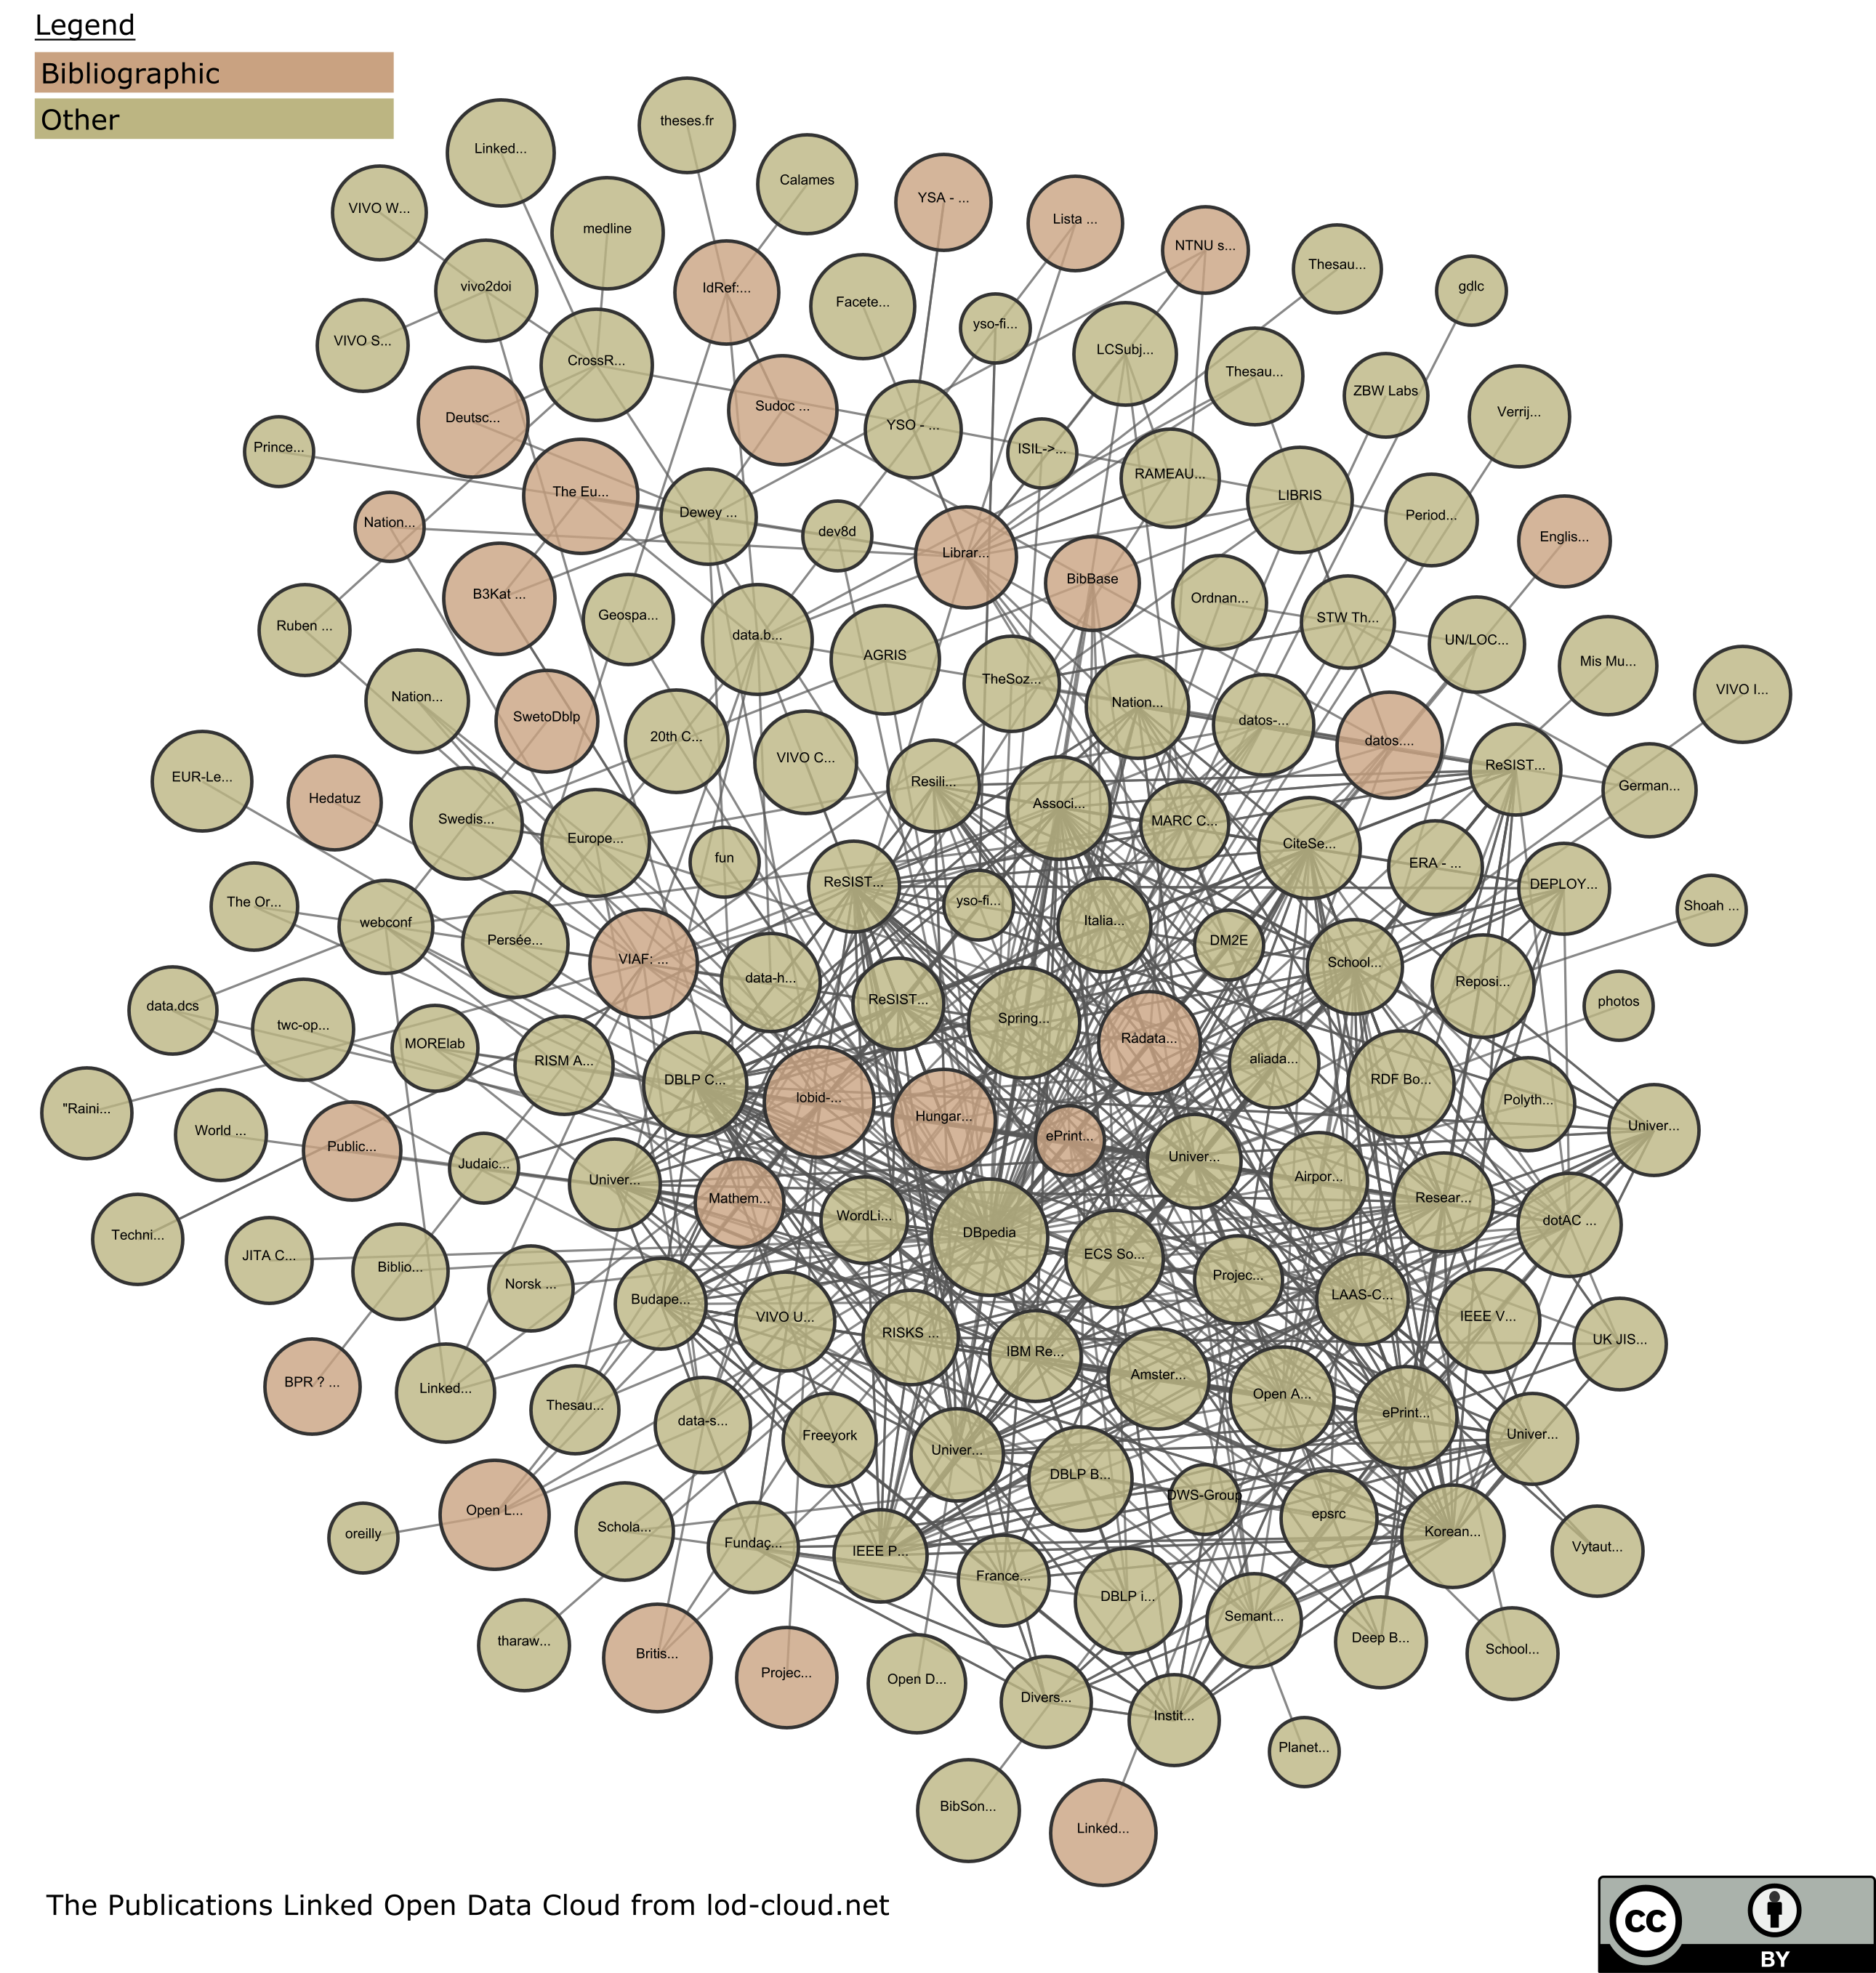 Legend
Bibliographic
Other
theses.fr
Linked...
Calames
VIVO W...
medline
YSA - ...
Lista ...
NTNU s...
Thesau...
vivo2doi
IdRef:...
Facete...
gdlc
yso-fi...
VIVO S...
CrossR...
LCSubj...
Thesau...
ZBW Labs
Deutsc...
Sudoc ...
YSO - ...
Verrij...
Prince...
ISIL->...
RAMEAU...
The Eu...
LIBRIS
Nation...
Dewey ...
dev8d
Librar...
Period...
Englis...
B3Kat ...
BibBase
Ruben ...
Geospa...
data.b...
AGRIS
Ordnan...
STW Th...
UN/LOC...
Mis Mu...
Nation...
SwetoDblp
20th C...
TheSoz...
Nation...
datos-...
datos....
VIVO I...
EUR-Le...
Hedatuz
VIVO C...
Resili...
ReSIST...
German...
Swedis...
Europe...
fun
Associ...
MARC C...
CiteSe...
ERA - ...
The Or...
webconf
ReSIST...
yso-fi...
Italia...
DEPLOY...
Shoah ...
Persée...
VIAF: ...
data-h...
DM2E
School...
Reposi...
data.dcs
twc-op...
ReSIST...
Spring...
photos
MORElab
RISM A...
DBLP C...
Ràdata...
aliada...
RDF Bo...
"Raini...
World ...
Public...
lobid-...
Hungar...
ePrint...
Polyth...
Univer...
Judaic...
Univer...
Mathem...
WordLi...
Univer...
Airpor...
Resear...
Techni...
JITA C...
Biblio...
DBpedia
ECS So...
dotAC ...
Norsk ...
Budape...
VIVO U...
RISKS ...
Projec...
LAAS-C...
IEEE V...
BPR ? ...
Linked...
Thesau...
IBM Re...
Amster...
Open A...
UK JIS...
data-s...
Freeyork
Univer...
ePrint...
Univer...
DBLP B...
DWS-Group
oreilly
Open L...
Schola...
Fundaç...
IEEE P...
epsrc
Korean...
Vytaut...
France...
DBLP i...
Semant...
Deep B...
School...
tharaw...
Britis...
Projec...
Open D...
Divers...
Instit...
Planet...
BibSon...
Linked...
The Publications Linked Open Data Cloud from lod-cloud.net
cc
BY